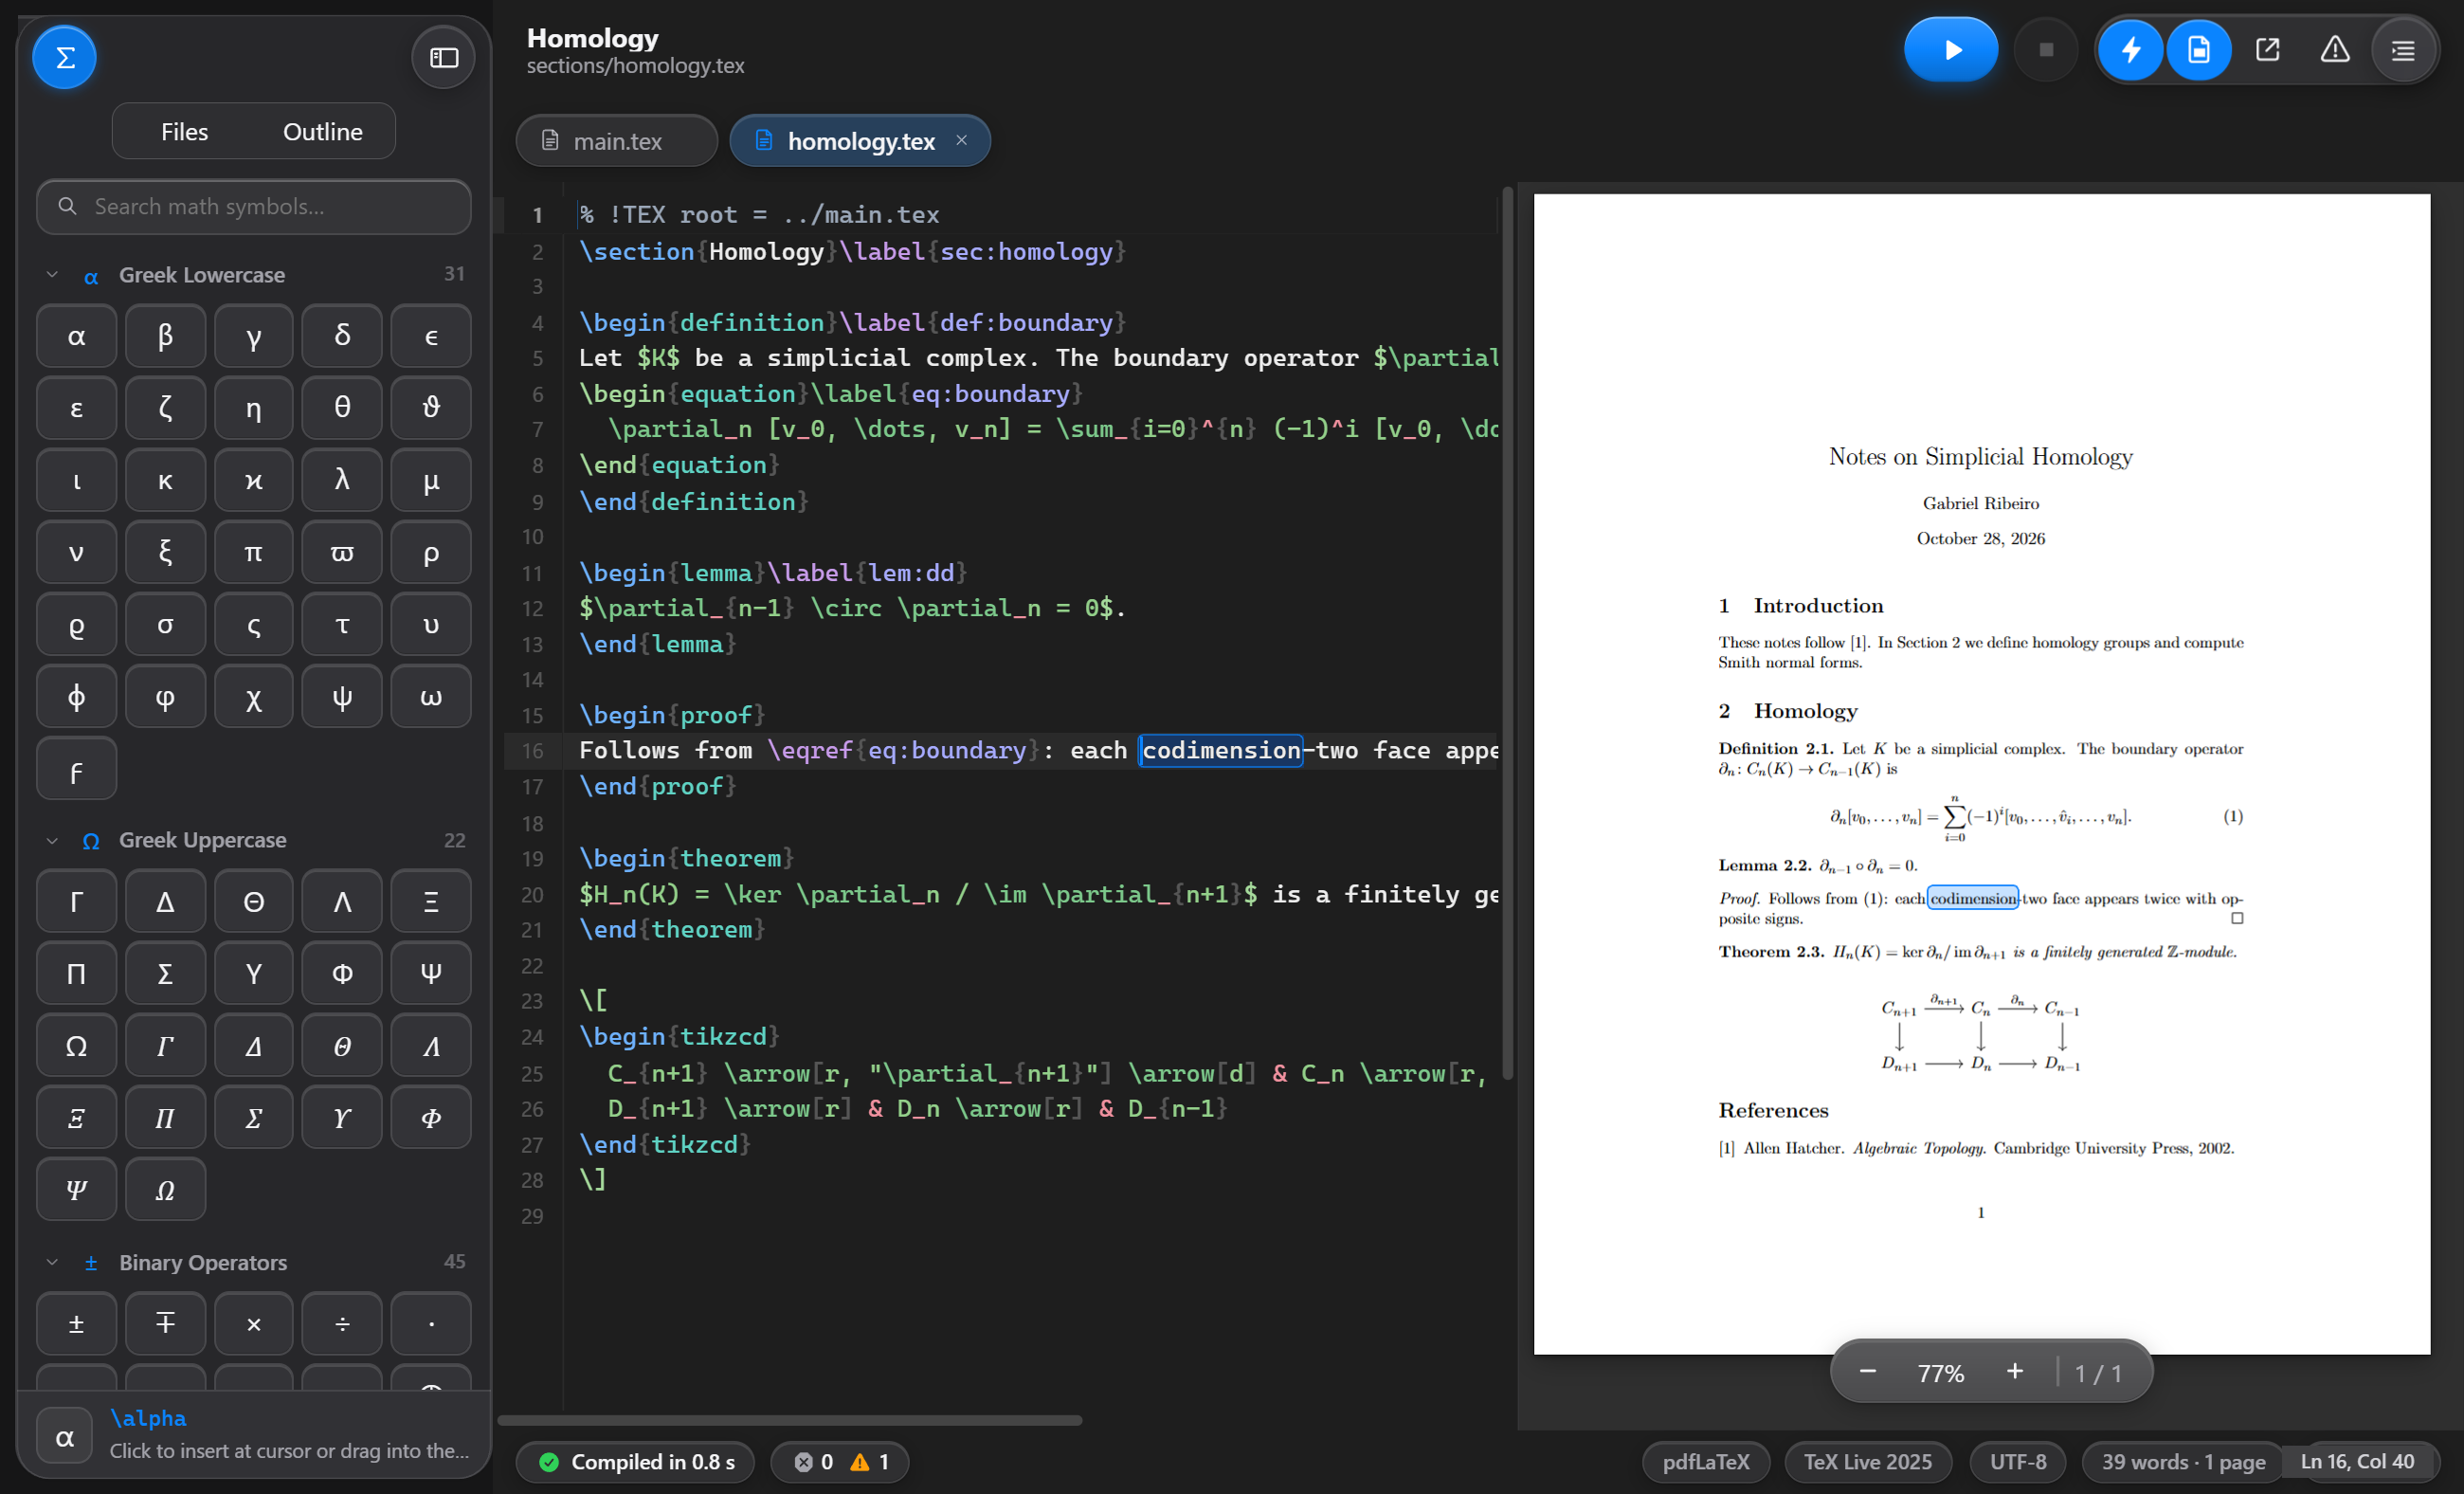 Σ
Files Outline
Search math symbols...
α Greek Lowercase 31
α β γ δ ϵ
ε ζ η θ ϑ
ι κ ϰ λ μ
ν ξ π ϖ ρ
ϱ σ ς τ υ
ϕ φ χ ψ ω
ϝ
Ω Greek Uppercase 22
Γ Δ Θ Λ Ξ
Π Σ Υ Φ Ψ
Ω Γ Δ Θ Λ
Ξ Π Σ Υ Φ
Ψ Ω
± Binary Operators 45
± ∓ × ÷ ·
α \alpha
Click to insert at cursor or drag into the...
Homology
sections/homology.tex
main.tex homology.tex ×
1 % !TEX root = ../main.tex
2 \section{Homology}\label{sec:homology}
3
4 \begin{definition}\label{def:boundary}
5 Let $K$ be a simplicial complex. The boundary operator $\partial
6 \begin{equation}\label{eq:boundary}
7 \partial_n [v_0, \dots, v_n] = \sum_{i=0}^{n} (-1)^i [v_0, \do
8 \end{equation}
9 \end{definition}
10
11 \begin{lemma}\label{lem:dd}
12 $\partial_{n-1} \circ \partial_n = 0$.
13 \end{lemma}
14
15 \begin{proof}
16 Follows from \eqref{eq:boundary}: each codimension-two face appe
17 \end{proof}
18
19 \begin{theorem}
20 $H_n(K) = \ker \partial_n / \im \partial_{n+1}$ is a finitely ge
21 \end{theorem}
22
23 \[
24 \begin{tikzcd}
25 C_{n+1} \arrow[r, "\partial_{n+1}"] \arrow[d] & C_n \arrow[r,
26 D_{n+1} \arrow[r] & D_n \arrow[r] & D_{n-1}
27 \end{tikzcd}
28 \]
29
Notes on Simplicial Homology
Gabriel Ribeiro
October 28, 2026
1 Introduction
These notes follow [1]. In Section 2 we define homology groups and compute
Smith normal forms.
2 Homology
Definition 2.1. Let K be a simplicial complex. The boundary operator
∂ₙ: Cₙ(K) → Cₙ₋₁(K) is
∂ₙ[v₀, . . . , vₙ] = ∑ᵢ₌₀ⁿ (−1)ⁱ[v₀, . . . , v̂ᵢ, . . . , vₙ]. (1)
Lemma 2.2. ∂ₙ₋₁ ∘ ∂ₙ = 0.
Proof. Follows from (1): each codimension-two face appears twice with op-
posite signs. □
Theorem 2.3. Hₙ(K) = ker ∂ₙ/ im ∂ₙ₊₁ is a finitely generated ℤ-module.
Cₙ₊₁ ∂ₙ₊₁ → Cₙ ∂ₙ → Cₙ₋₁
↓ ↓ ↓
Dₙ₊₁ → Dₙ → Dₙ₋₁
References
[1] Allen Hatcher. Algebraic Topology. Cambridge University Press, 2002.
1
− 77% + 1 / 1
Compiled in 0.8 s 0 1 pdfLaTeX TeX Live 2025 UTF-8 39 words · 1 page Ln 16, Col 40